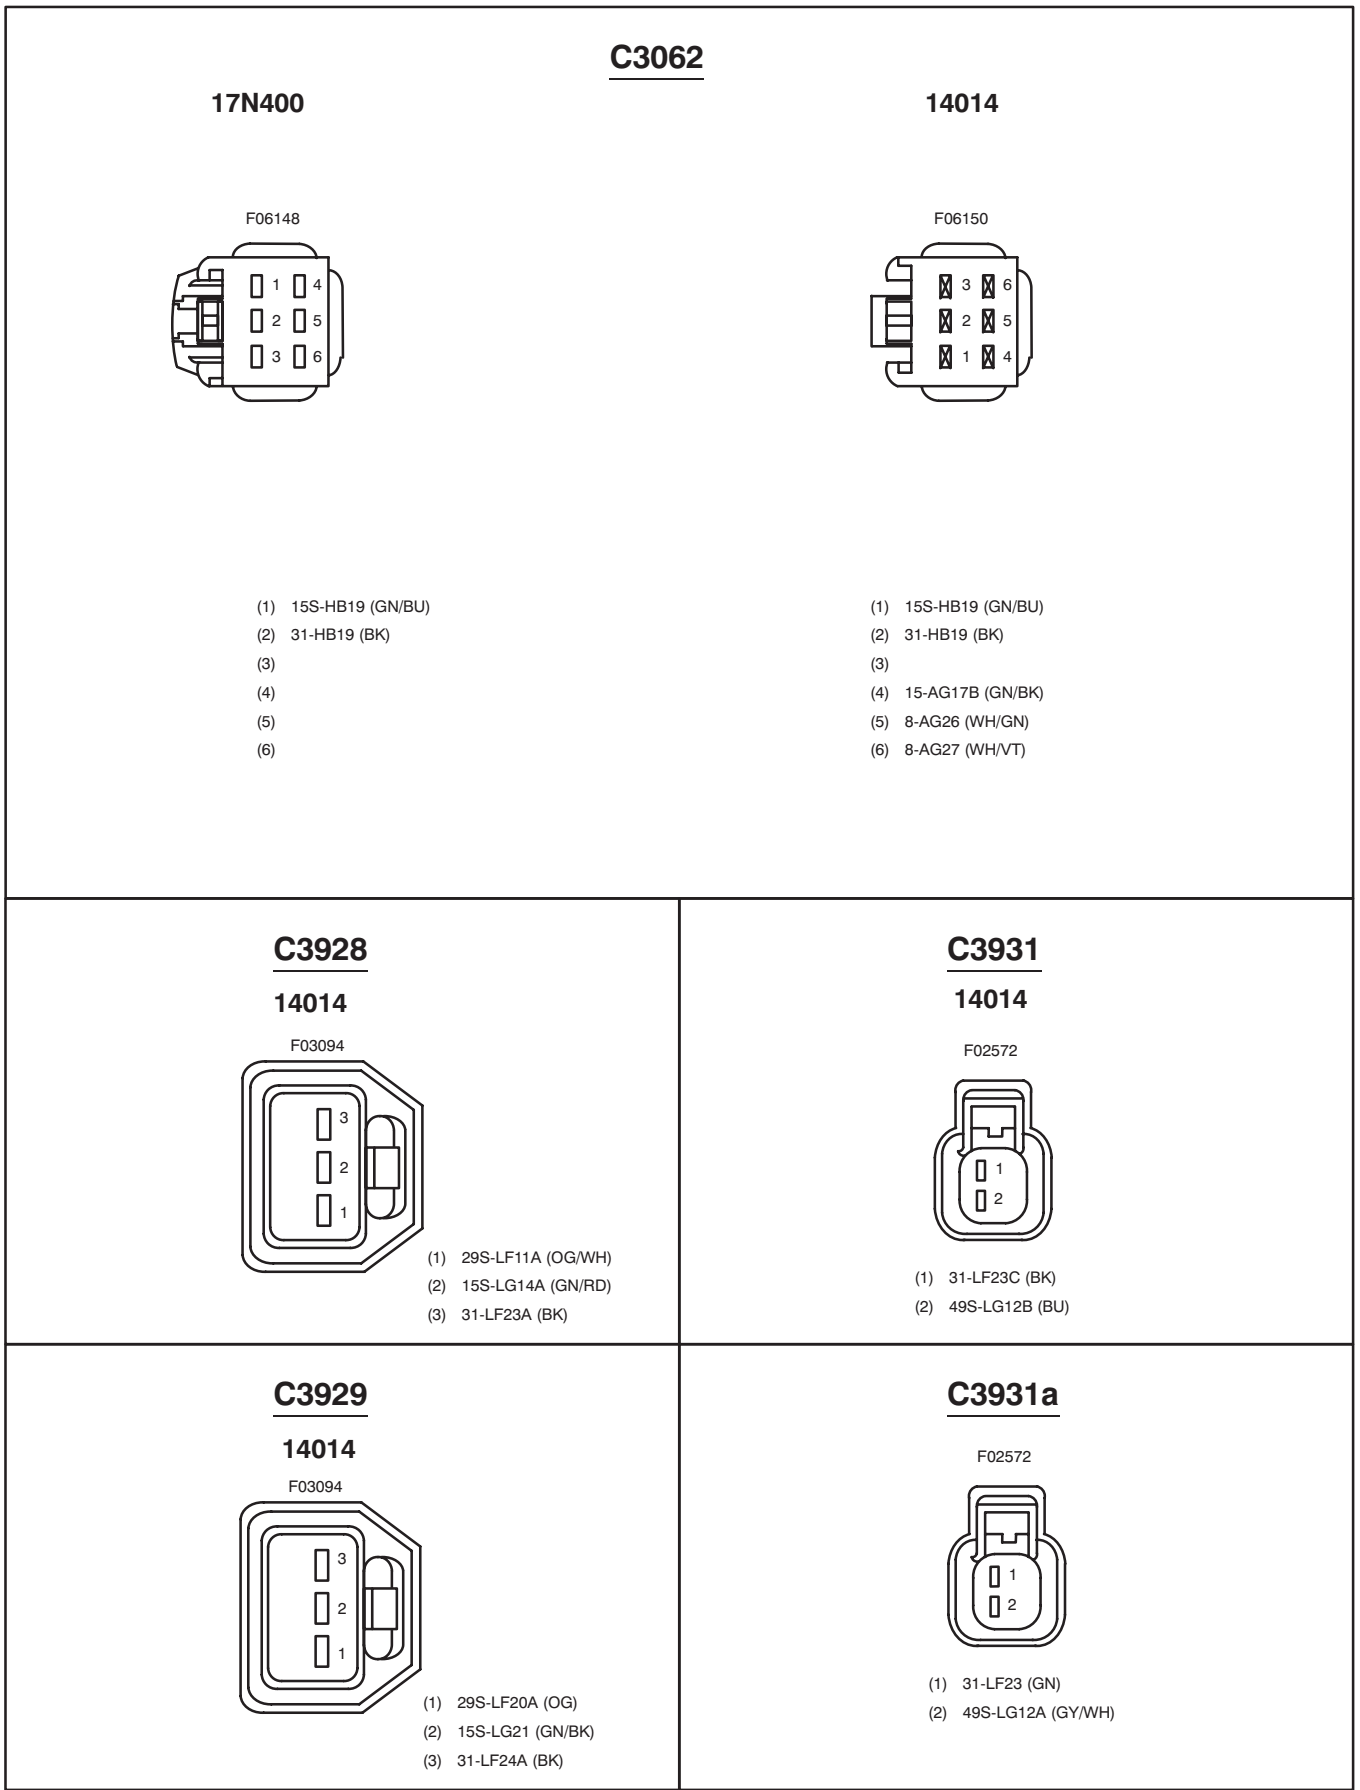 C3062
17N400
14014
F06148
1 4
2 5
3 6
F06150
3 6
2 5
1 4
(1) 15S-HB19 (GN/BU)
(2) 31-HB19 (BK)
(3)
(4)
(5)
(6)
(1) 15S-HB19 (GN/BU)
(2) 31-HB19 (BK)
(3)
(4) 15-AG17B (GN/BK)
(5) 8-AG26 (WH/GN)
(6) 8-AG27 (WH/VT)
C3928
14014
F03094
3
2
1
(1) 29S-LF11A (OG/WH)
(2) 15S-LG14A (GN/RD)
(3) 31-LF23A (BK)
C3931
14014
F02572
1
2
(1) 31-LF23C (BK)
(2) 49S-LG12B (BU)
C3929
14014
F03094
3
2
1
(1) 29S-LF20A (OG)
(2) 15S-LG21 (GN/BK)
(3) 31-LF24A (BK)
C3931a
F02572
1
2
(1) 31-LF23 (GN)
(2) 49S-LG12A (GY/WH)